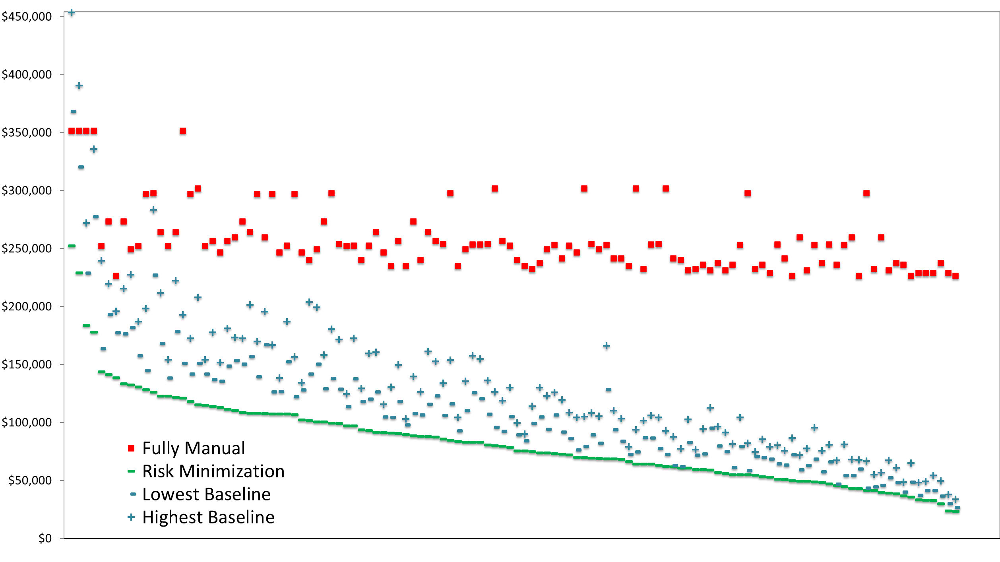 $450,000
$400,000
$350,000
$300,000
$250,000
$200,000
$150,000
$100,000
$50,000
$0
Fully Manual
Risk Minimization
Lowest Baseline
Highest Baseline